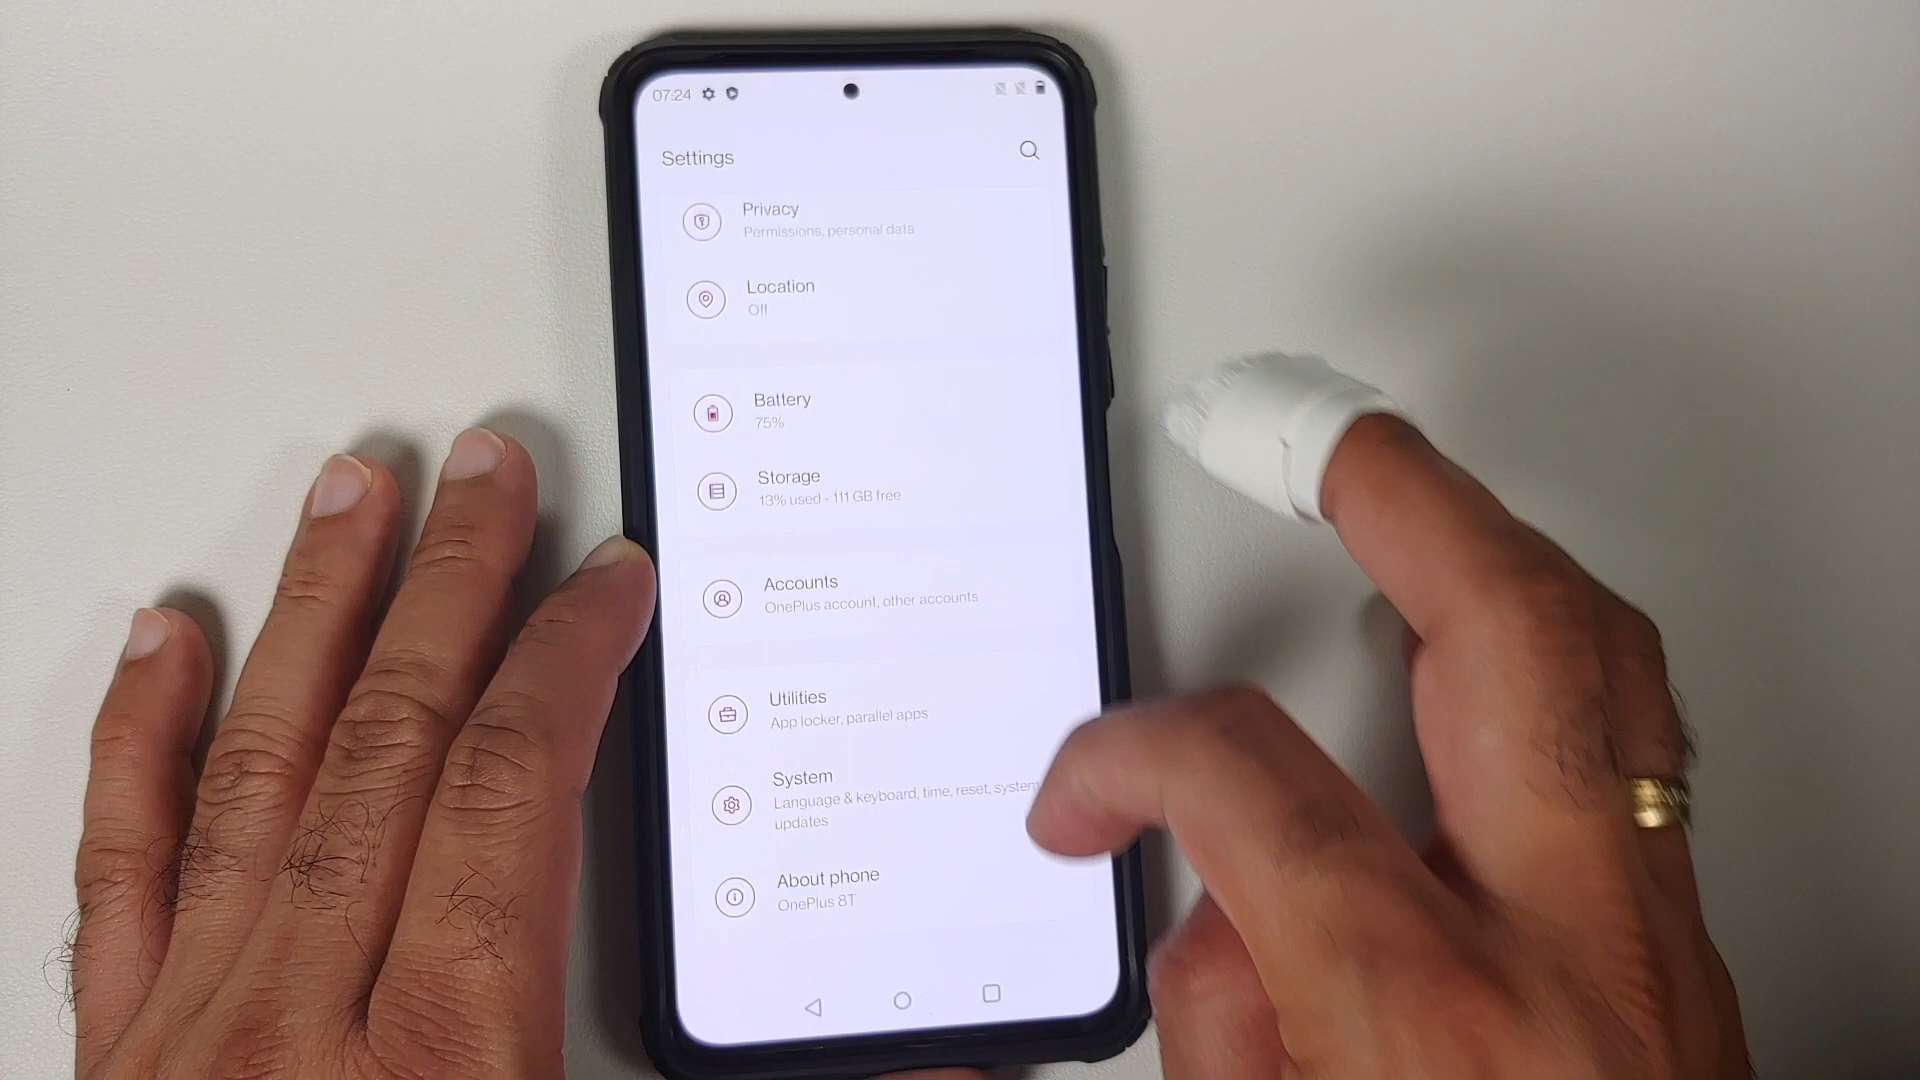 07:24
Settings
Privacy
Permissions, personal data
Location
Off
Battery
75%
Storage
13% used - 111 GB free
Accounts
OnePlus account, other accounts
Utilities
App locker, parallel apps
System
Language & keyboard, time, reset, system
updates
About phone
OnePlus 8T